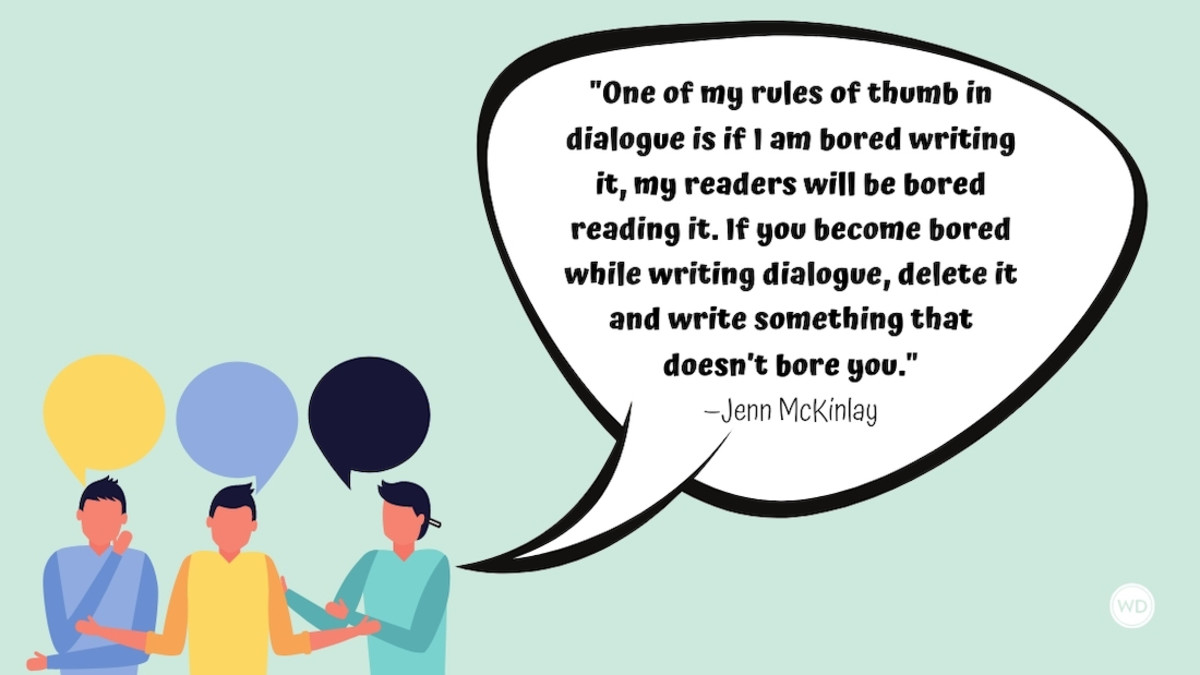 "One of my rules of thumb in
dialogue is if I am bored writing
it, my readers will be bored
reading it. If you become bored
while writing dialogue, delete it
and write something that
doesn't bore you."
–Jenn McKinlay
WD